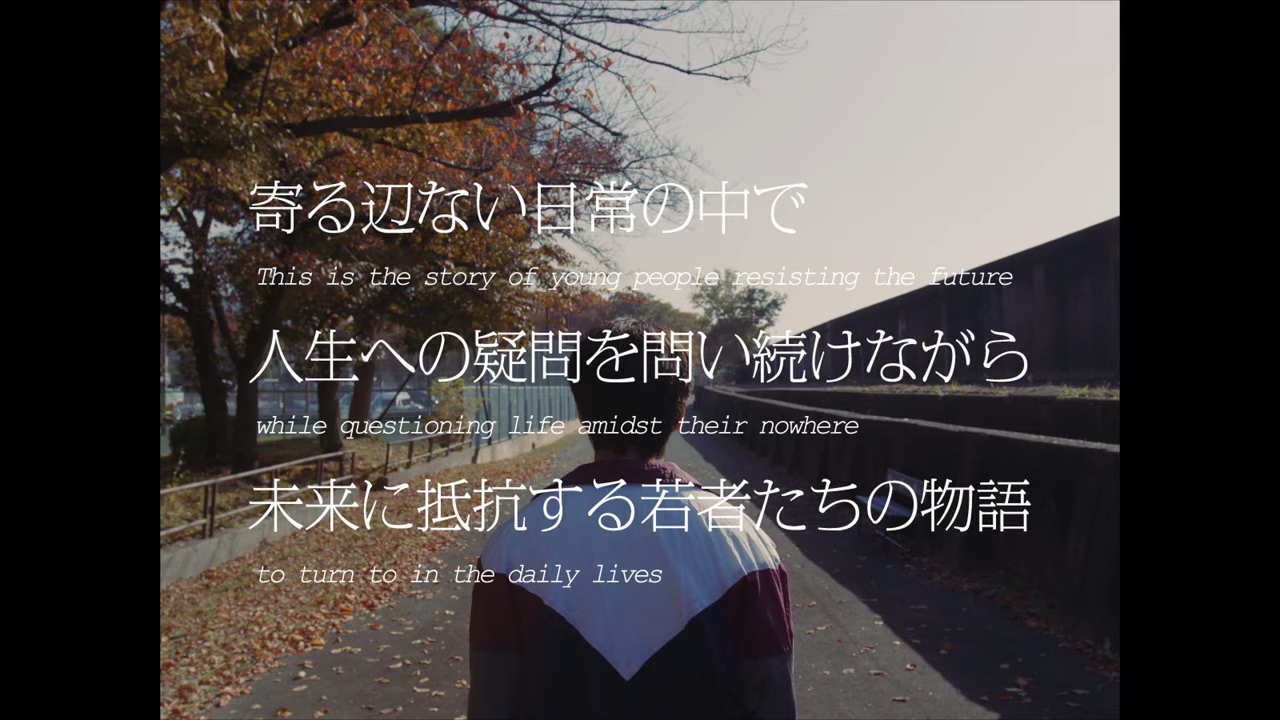 寄る辺ない日常の中で
This is the story of young people resisting the future
人生への疑問を問い続けながら
while questioning life amidst their nowhere
未来に抵抗する若者たちの物語
to turn to in the daily lives